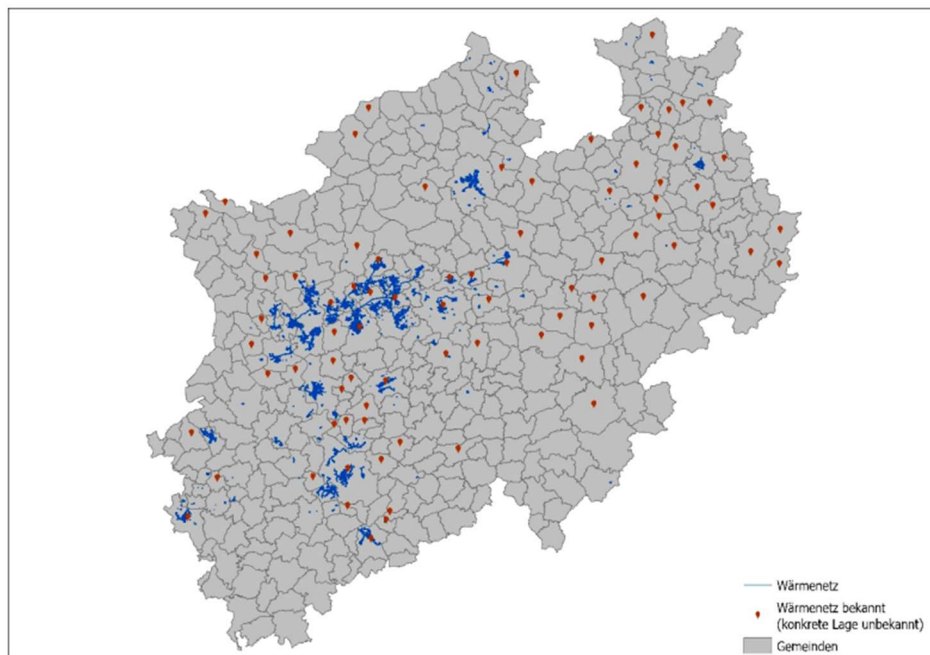 Wärmenetz
Wärmenetz bekannt
(konkrete Lage unbekannt)
Gemeinden